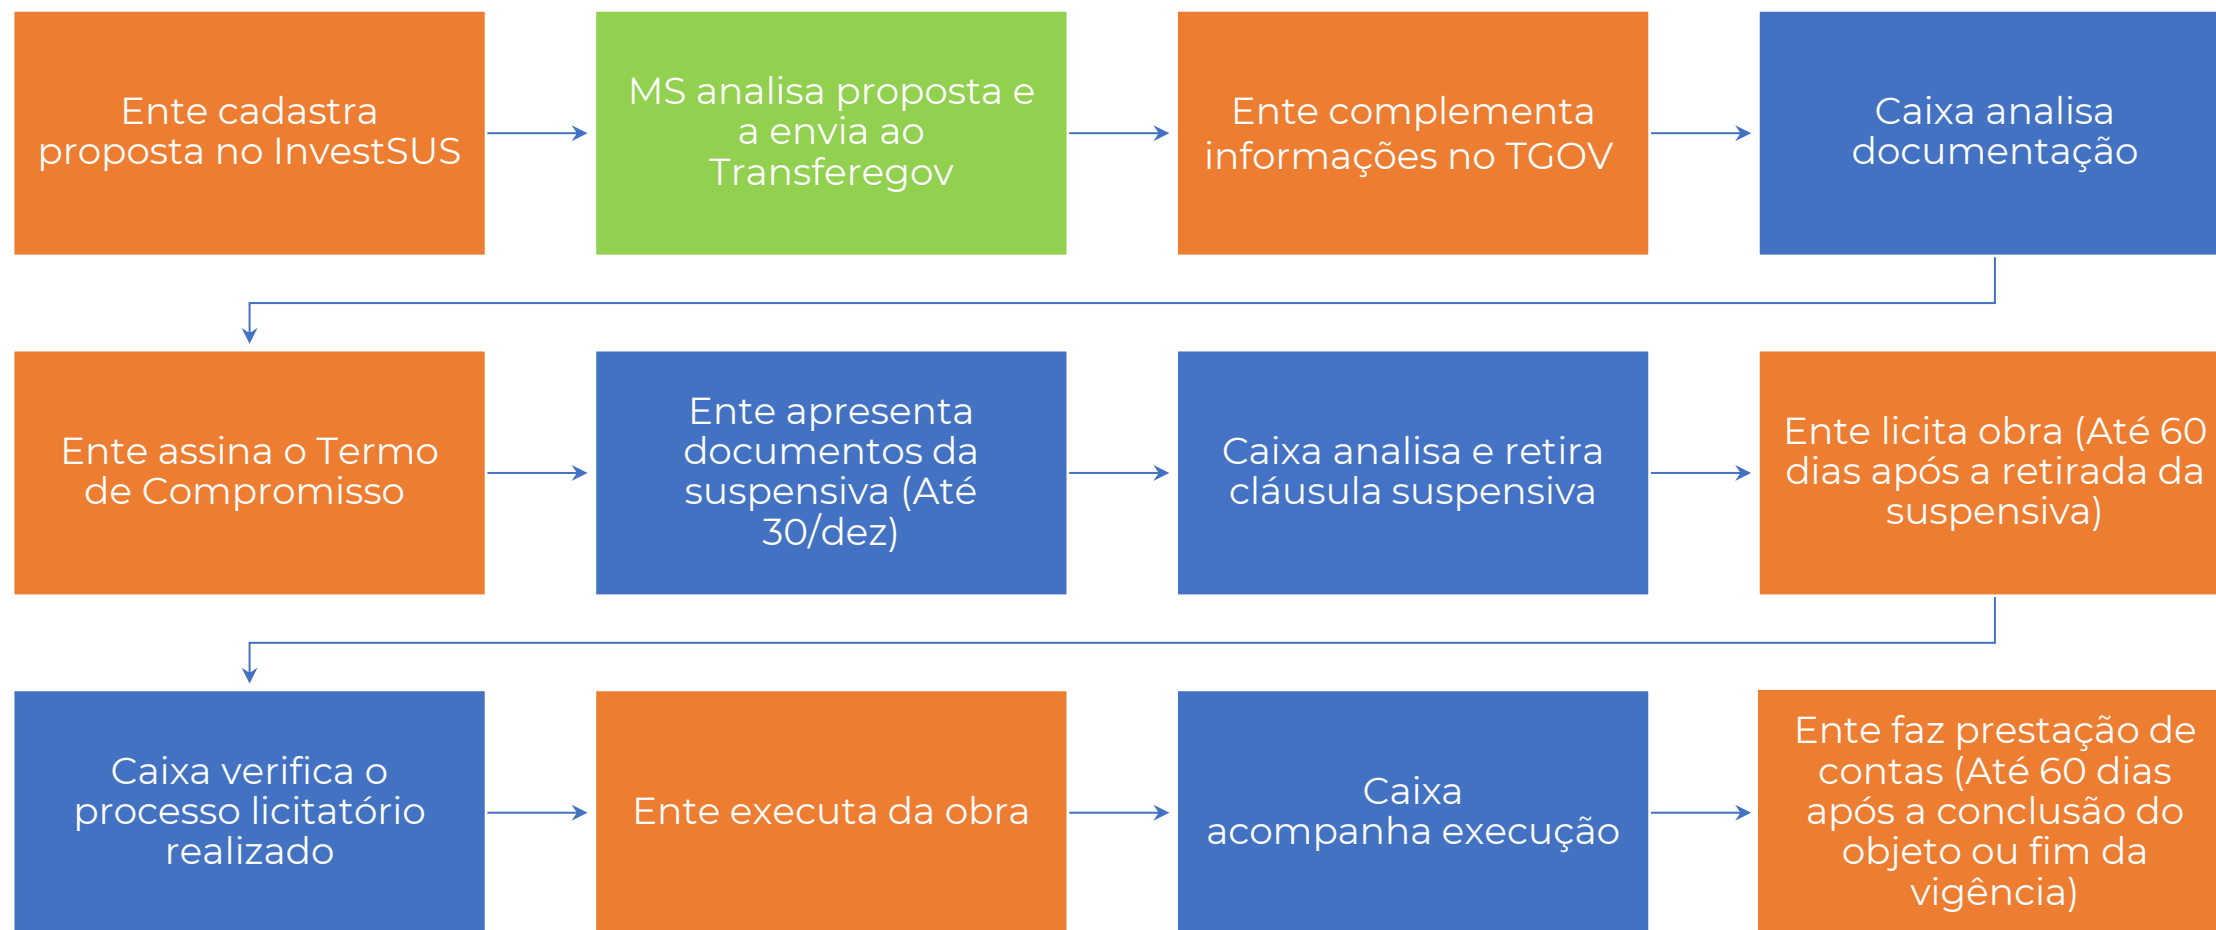 Ente cadastra
proposta no InvestSUS
MS analisa proposta e
a envia ao
Transferegov
Ente complementa
informações no TGOV
Caixa analisa
documentação
Ente assina o Termo
de Compromisso
Ente apresenta
documentos da
suspensiva (Até
30/dez)
Caixa analisa e retira
cláusula suspensiva
Ente licita obra (Até 60
dias após a retirada da
suspensiva)
Caixa verifica o
processo licitatório
realizado
Ente executa da obra
Caixa
acompanha execução
Ente faz prestação de
contas (Até 60 dias
após a conclusão do
objeto ou fim da
vigência)